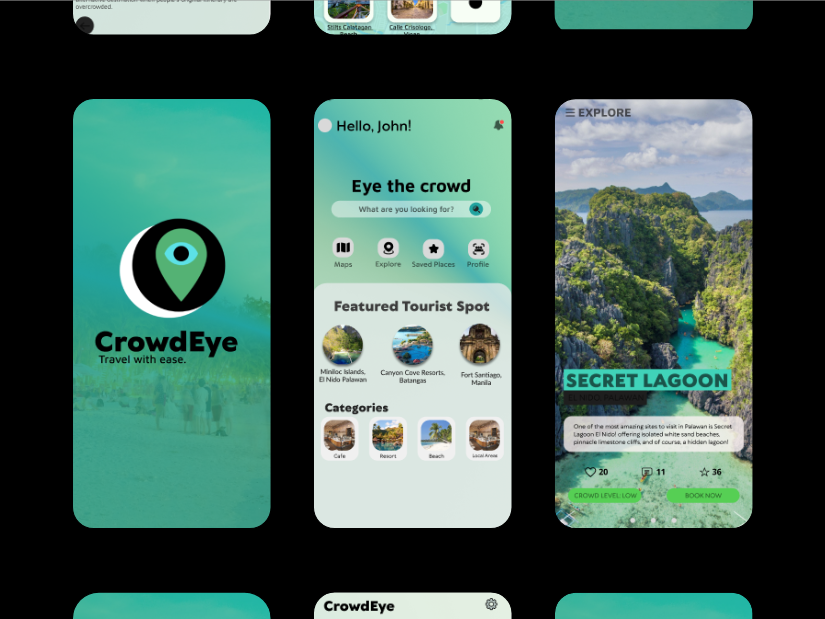 overcrowded.
Stilts Calatagan,
Beach
Calle Crisologo,
Vigan
CrowdEye
Travel with ease.
Hello, John!
Eye the crowd
What are you looking for?
Maps
Explore
Saved Places
Profile
Featured Tourist Spot
Miniloc Islands,
El Nido Palawan
Canyon Cove Resorts,
Batangas
Fort Santiago,
Manila
Categories
Cafe
Resort
Beach
Local Areas
EXPLORE
SECRET LAGOON
EL NIDO, PALAWAN
One of the most amazing sites to visit in Palawan is Secret
Lagoon El Nido! offering isolated white sand beaches,
pinnacle limestone cliffs, and of course, a hidden lagoon!
20
11
36
CROWD LEVEL: LOW
BOOK NOW
CrowdEye